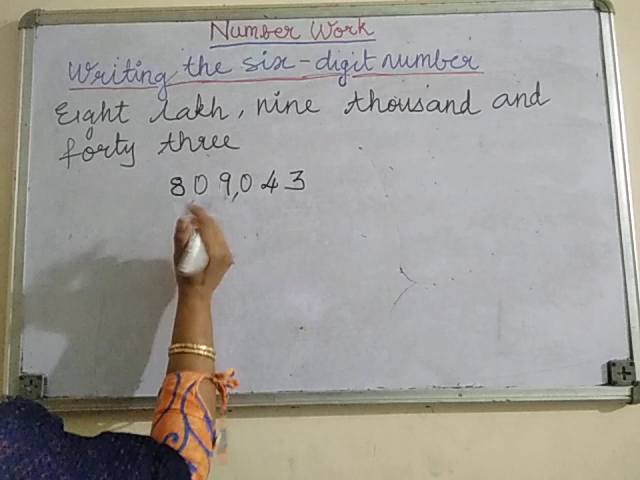 Number Work
Writing the six-digit number
Eight lakh, nine thousand and
forty three
809,043